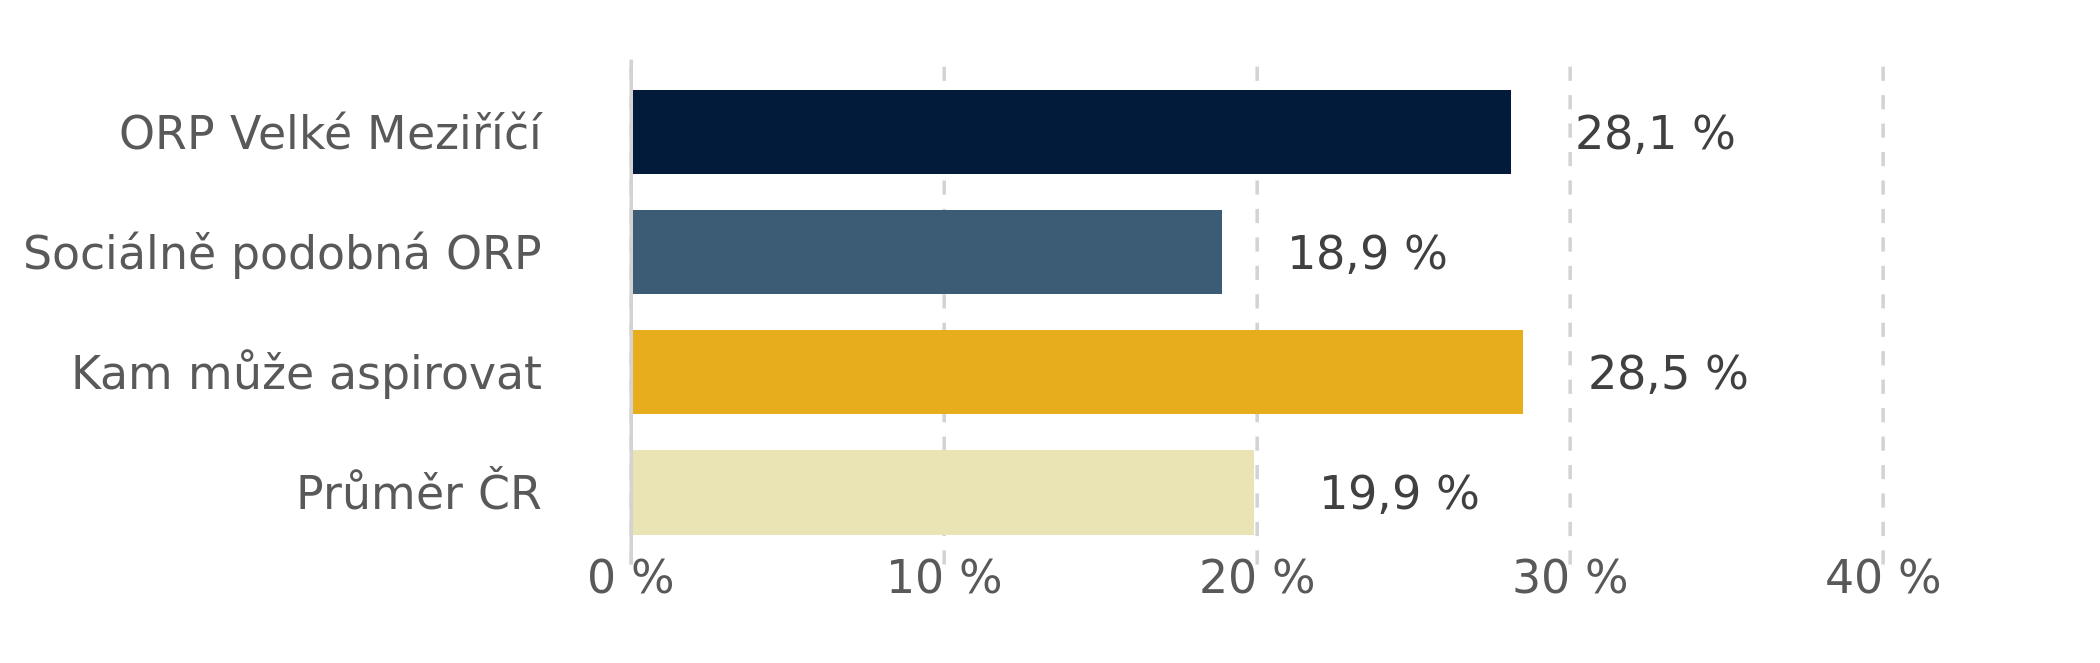 ORP Velké Meziříčí
28,1 %
Sociálně podobná ORP
18,9 %
Kam může aspirovat
28,5 %
Průměr ČR
19,9 %
0 %
10 %
20 %
30 %
40 %